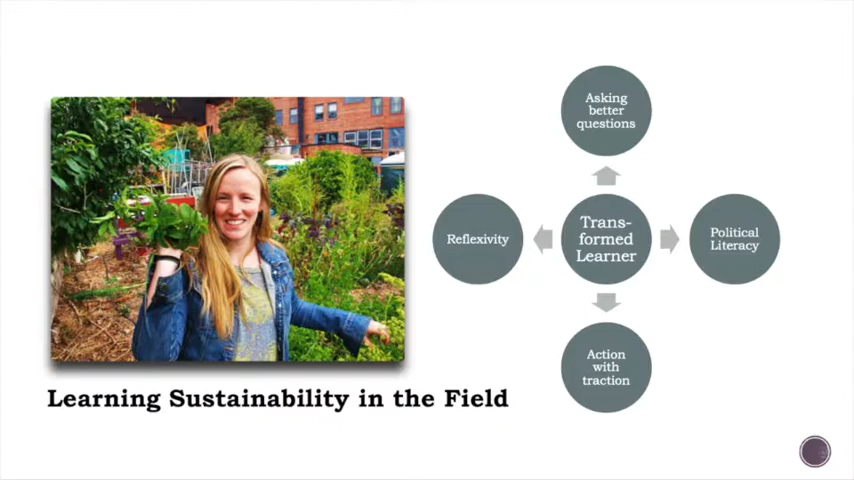 Asking
better
questions
Reflexivity
Trans-
formed
Learner
Political
Literacy
Action
with
traction
Learning Sustainability in the Field